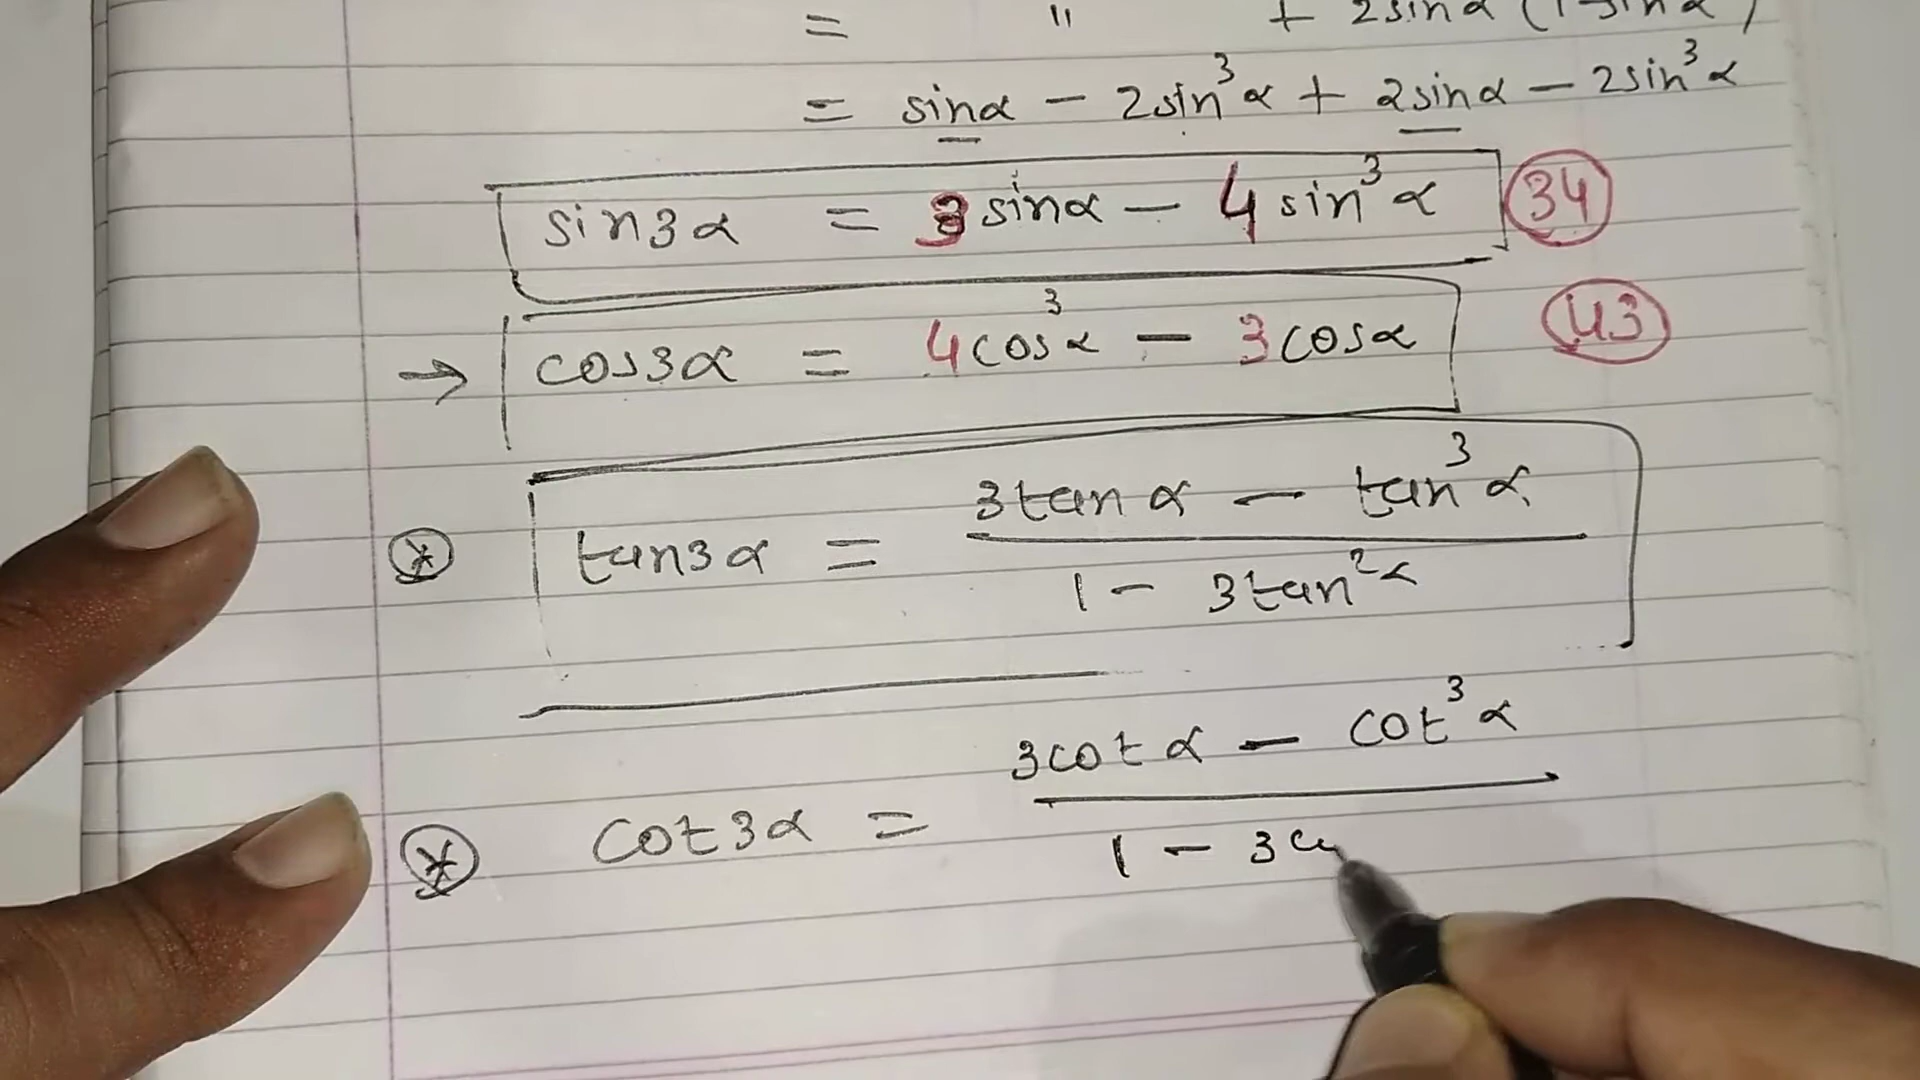 = " + 2sinα (1-sin²α)
= sinα − 2sin³α + 2sinα − 2sin³α
sin3α = 3sinα − 4sin³α (34)
→ cos3α = 4cos³α − 3cosα (43)
* tan3α = (3tanα − tan³α) / (1 − 3tan²α)
* cot3α = (3cotα − cot³α) / (1 − 3c